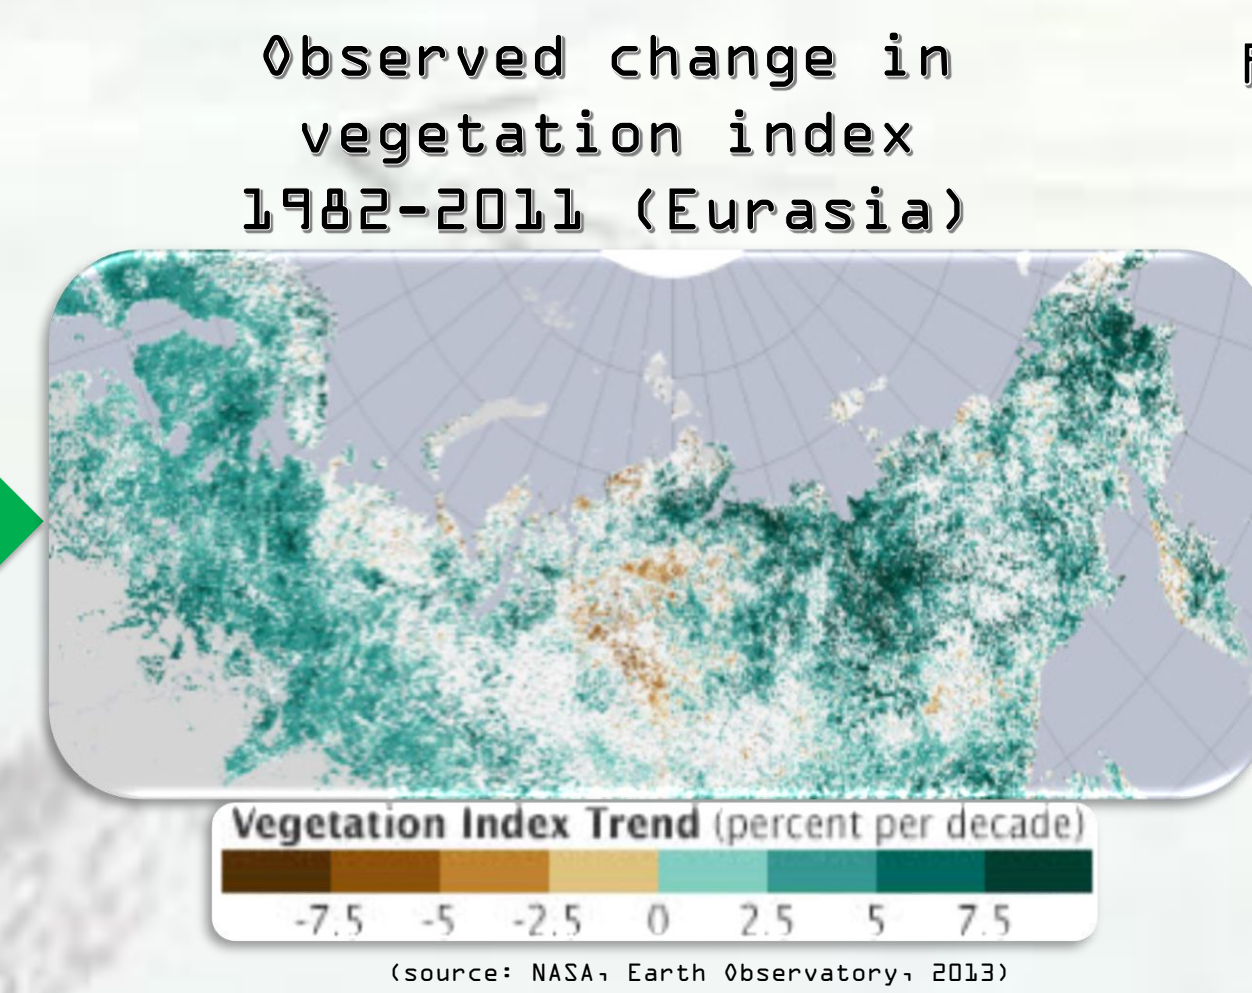 Observed change in
vegetation index
1982-2011 (Eurasia)
Vegetation Index Trend (percent per decade)
-7.5 -5 -2.5 0 2.5 5 7.5
(source: NASA, Earth Observatory, 2013)